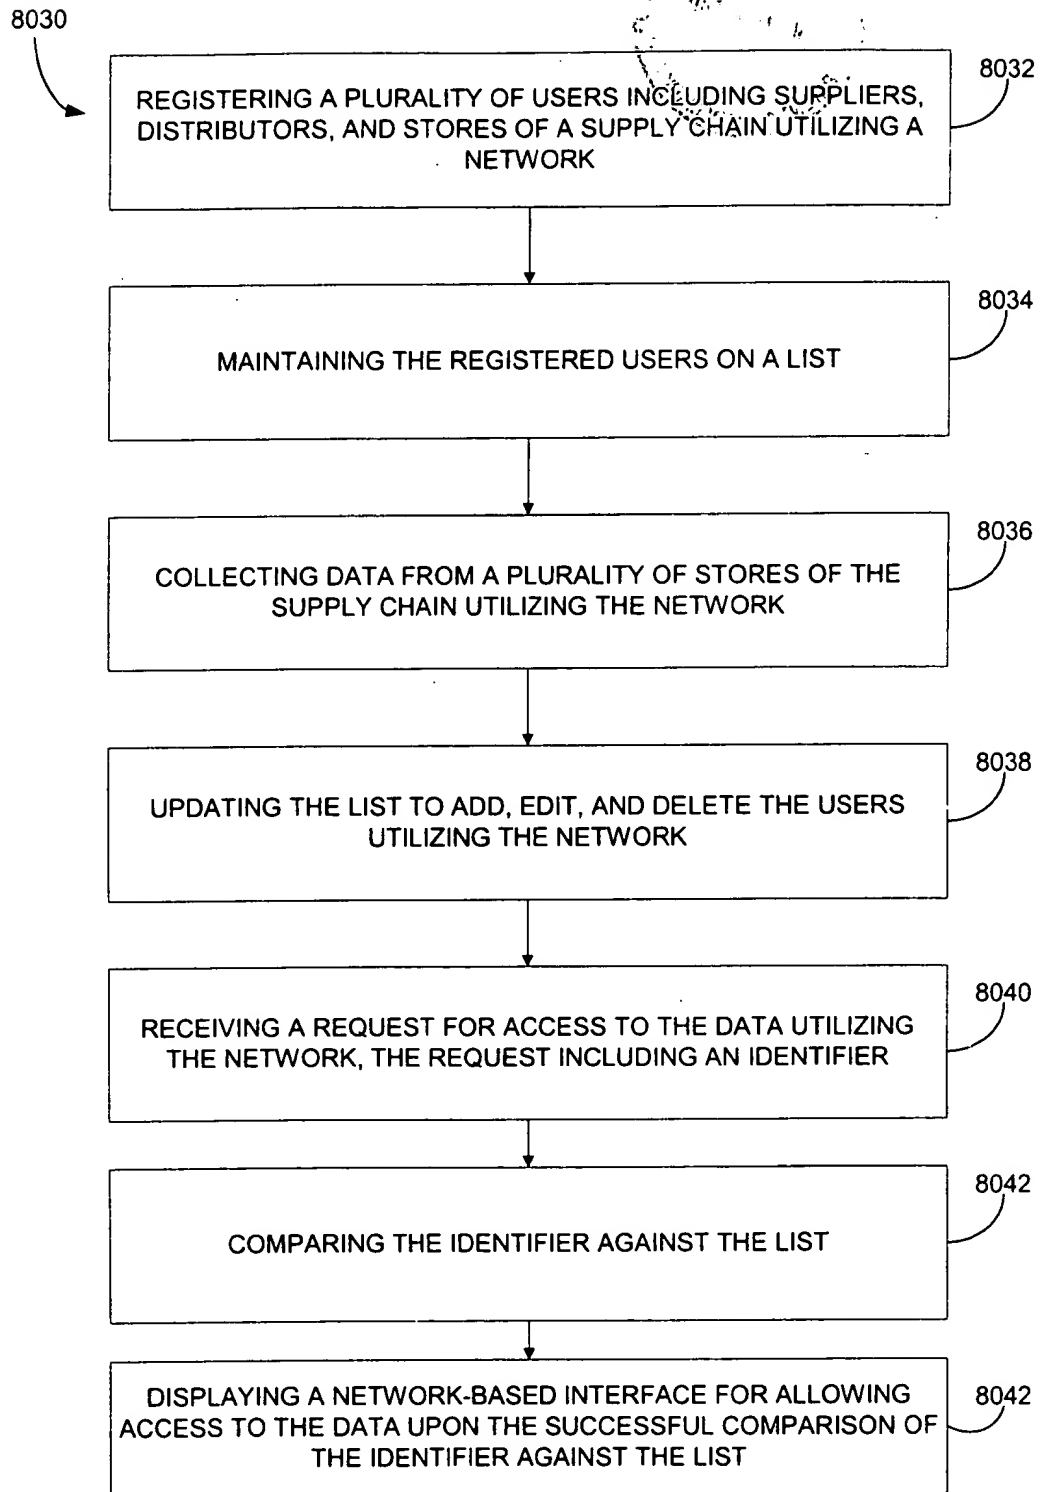 8030
8032
REGISTERING A PLURALITY OF USERS INCLUDING SUPPLIERS,
DISTRIBUTORS, AND STORES OF A SUPPLY CHAIN UTILIZING A
NETWORK
8034
MAINTAINING THE REGISTERED USERS ON A LIST
8036
COLLECTING DATA FROM A PLURALITY OF STORES OF THE
SUPPLY CHAIN UTILIZING THE NETWORK
8038
UPDATING THE LIST TO ADD, EDIT, AND DELETE THE USERS
UTILIZING THE NETWORK
8040
RECEIVING A REQUEST FOR ACCESS TO THE DATA UTILIZING
THE NETWORK, THE REQUEST INCLUDING AN IDENTIFIER
8042
COMPARING THE IDENTIFIER AGAINST THE LIST
8042
DISPLAYING A NETWORK-BASED INTERFACE FOR ALLOWING
ACCESS TO THE DATA UPON THE SUCCESSFUL COMPARISON OF
THE IDENTIFIER AGAINST THE LIST